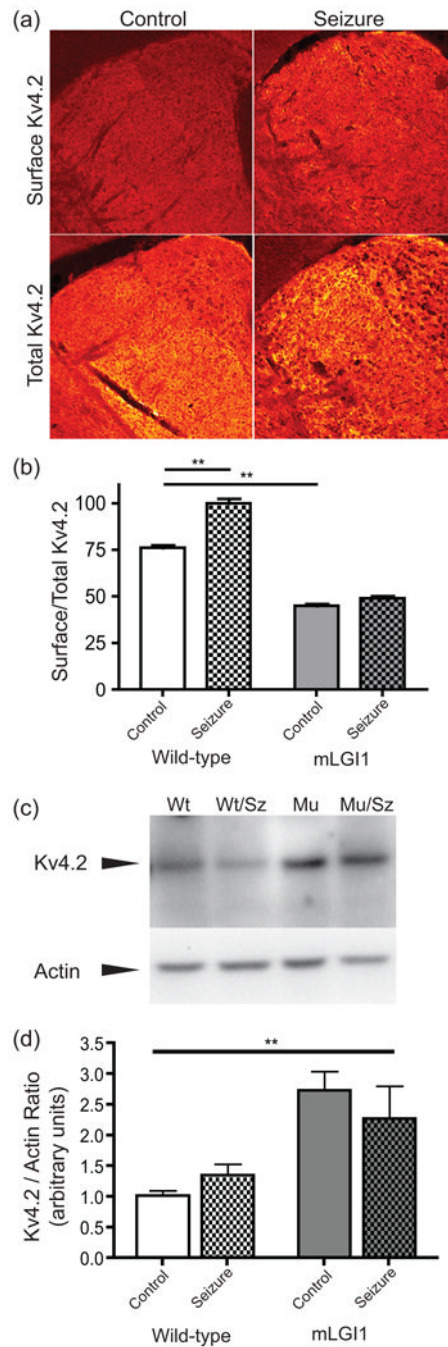 (a)
Control Seizure
Surface Kv4.2
Total Kv4.2
(b)
**
**
Surface/Total Kv4.2
100
75
50
25
0
Control Seizure Control Seizure
Wild-type mLGI1
(c)
Wt Wt/Sz Mu Mu/Sz
Kv4.2
Actin
(d)
**
Kv4.2 / Actin Ratio
(arbitrary units)
3.5
3.0
2.5
2.0
1.5
1.0
0.5
0.0
Control Seizure Control Seizure
Wild-type mLGI1